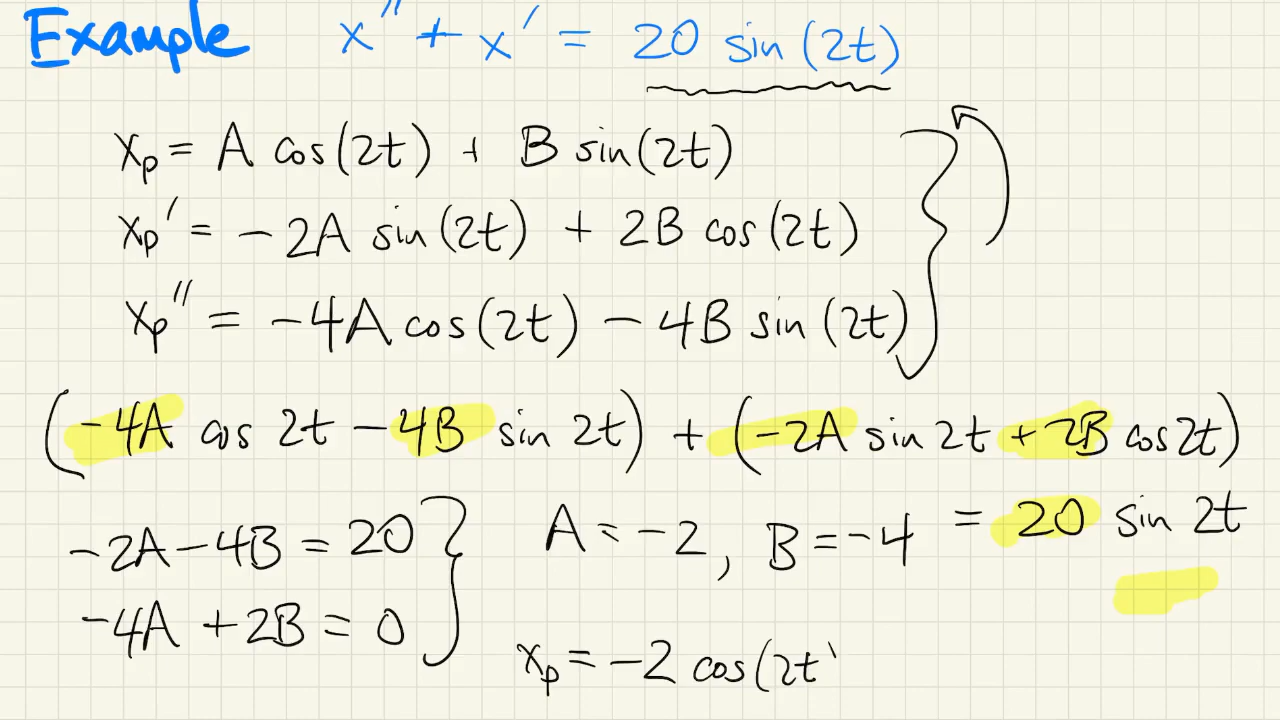 Example x'' + x' = 20 sin(2t)
xp = A cos(2t) + B sin(2t)
xp' = -2A sin(2t) + 2B cos(2t)
xp'' = -4A cos(2t) - 4B sin(2t)
(-4A cos 2t - 4B sin 2t) + (-2A sin 2t + 2B cos 2t)
= 20 sin 2t
-2A - 4B = 20
-4A + 2B = 0
A = -2, B = -4
xp = -2 cos(2t)